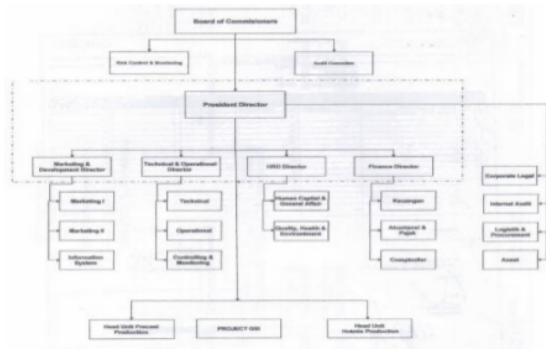 Board of Commissioners
Risk Control & Monitoring
Audit Committee
President Director
Marketing &
Development Director
Technical & Operational
Director
HRD Director
Finance Director
Corporate Legal
Marketing I
Technical
Human Capital &
General Affair
Keuangan
Internal Audit
Marketing II
Operational
Quality, Health &
Environment
Akuntansi &
Pajak
Logistik &
Procurement
Information
System
Controlling &
Monitoring
Comptroller
Asset
Head Unit Precast
Production
PROJECT
Head Unit
Hotmix Production